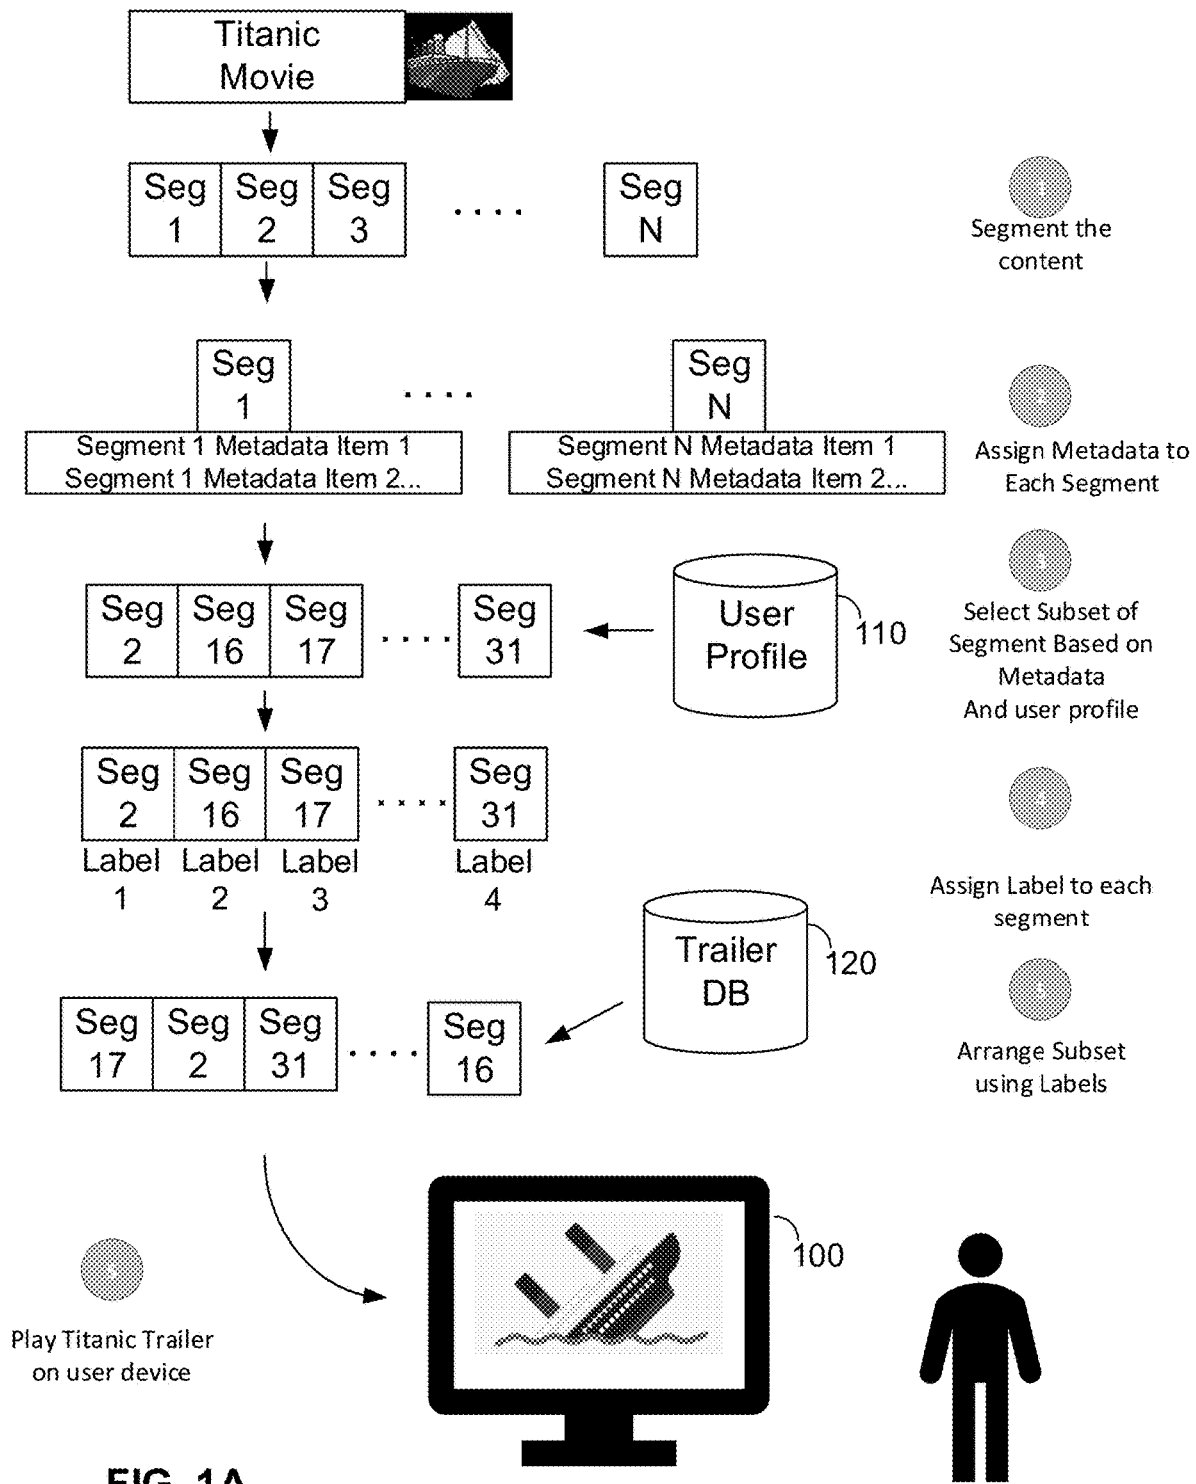 Titanic
Movie
Seg
1
Seg
2
Seg
3
....
Seg
N
Segment the
content
Seg
1
....
Seg
N
Segment 1 Metadata Item 1
Segment 1 Metadata Item 2...
Segment N Metadata Item 1
Segment N Metadata Item 2...
Assign Metadata to
Each Segment
Seg
2
Seg
16
Seg
17
....
Seg
31
User
Profile
110
Select Subset of
Segment Based on
Metadata
And user profile
Seg
2
Seg
16
Seg
17
....
Seg
31
Label
1
Label
2
Label
3
Label
4
Assign Label to each
segment
Trailer
DB
120
Seg
17
Seg
2
Seg
31
....
Seg
16
Arrange Subset
using Labels
100
Play Titanic Trailer
on user device
FIG. 1A